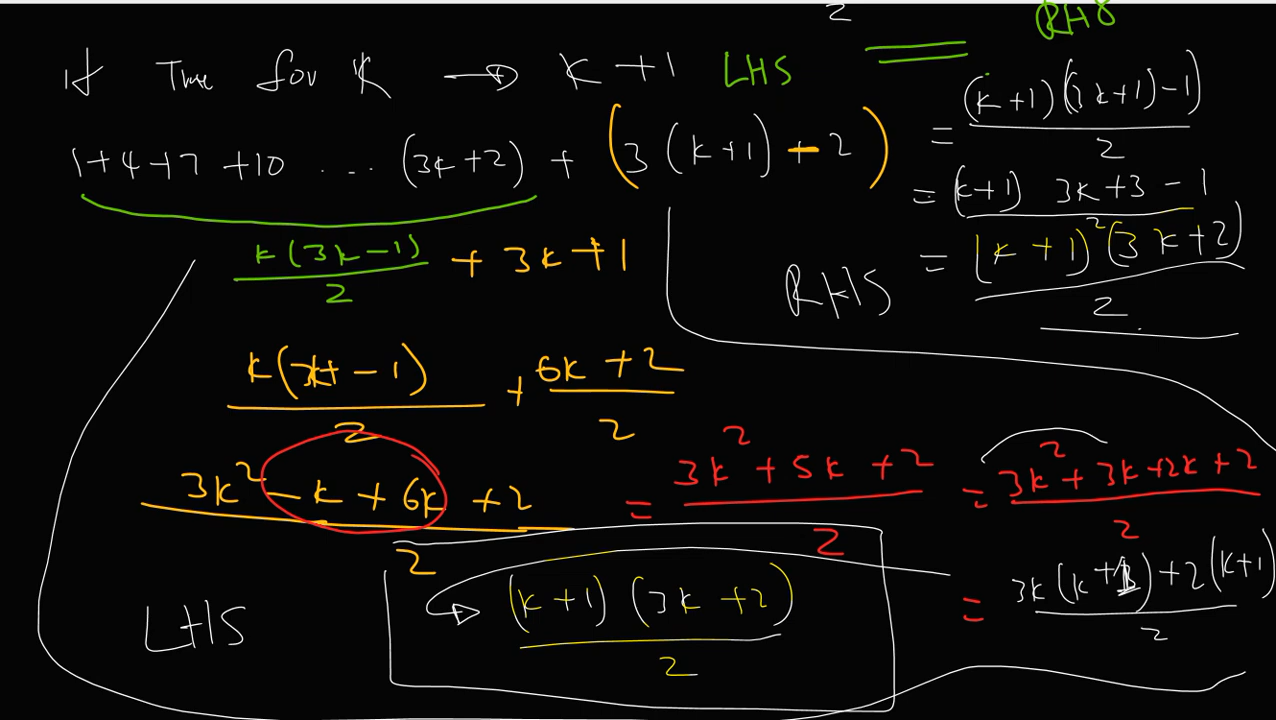 2
RHS
If True for K → K + 1 LHS
1 + 4 + 7 + 10 ... (3k + 2) + (3 (k + 1) - 2)
k (3k - 1) / 2 + 3k + 1
= (k + 1) (3k + 1) - 1) / 2
= (k + 1) 3k + 3 - 1
= (k + 1)² (3k + 2) / 2
RHS
k (3k - 1) / 2 + 6k + 2 / 2
3k² - k + 6k + 2 / 2 = 3k² + 5k + 2 / 2 = 3k² + 3k + 2k + 2 / 2
= 3k (k + 1) + 2 (k + 1) / 2
(k + 1) (3k + 2) / 2
LHS